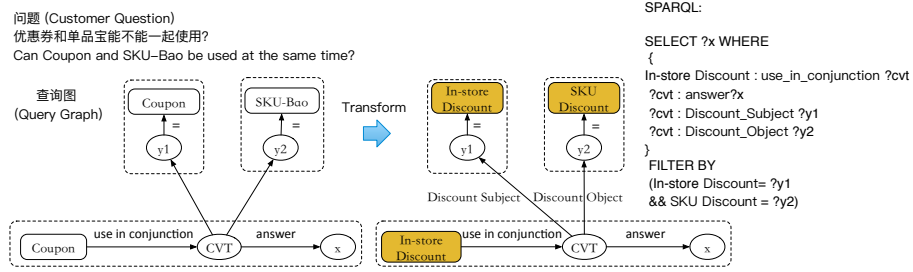 问题 (Customer Question)
优惠券和单品宝能不能一起使用?
Can Coupon and SKU-Bao be used at the same time?
查询图
(Query Graph)
Coupon
=
y1
SKU-Bao
=
y2
use in conjunction
answer
Coupon
CVT
x
Transform
In-store
Discount
=
y1
SKU
Discount
=
y2
Discount Subject
Discount Object
use in conjunction
answer
In-store
Discount
CVT
x
SPARQL:
SELECT ?x WHERE
{
In-store Discount : use_in_conjunction ?cvt
?cvt : answer?x
?cvt : Discount_Subject ?y1
?cvt : Discount_Object ?y2
}
FILTER BY
(In-store Discount= ?y1
&& SKU Discount = ?y2)